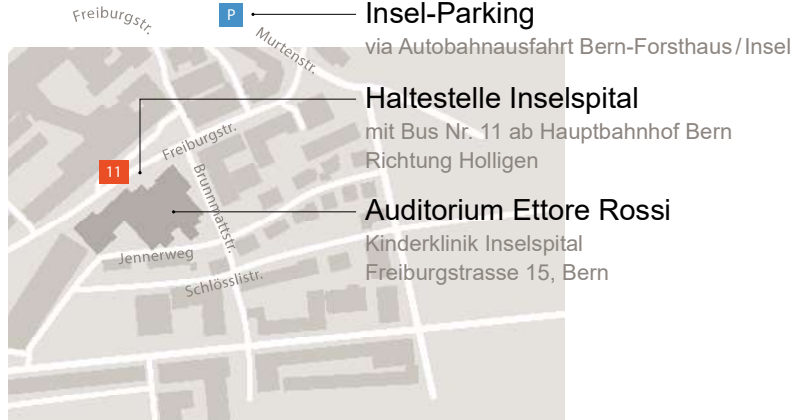 Freiburgstr.
P
Insel-Parking
via Autobahnausfahrt Bern-Forsthaus/Insel
Murtenstr.
Haltestelle Inselspital
mit Bus Nr. 11 ab Hauptbahnhof Bern
Richtung Holligen
Freiburgstr.
11
Brunnmattstr.
Auditorium Ettore Rossi
Kinderklinik Inselspital
Freiburgstrasse 15, Bern
Jennerweg
Schlösslistr.